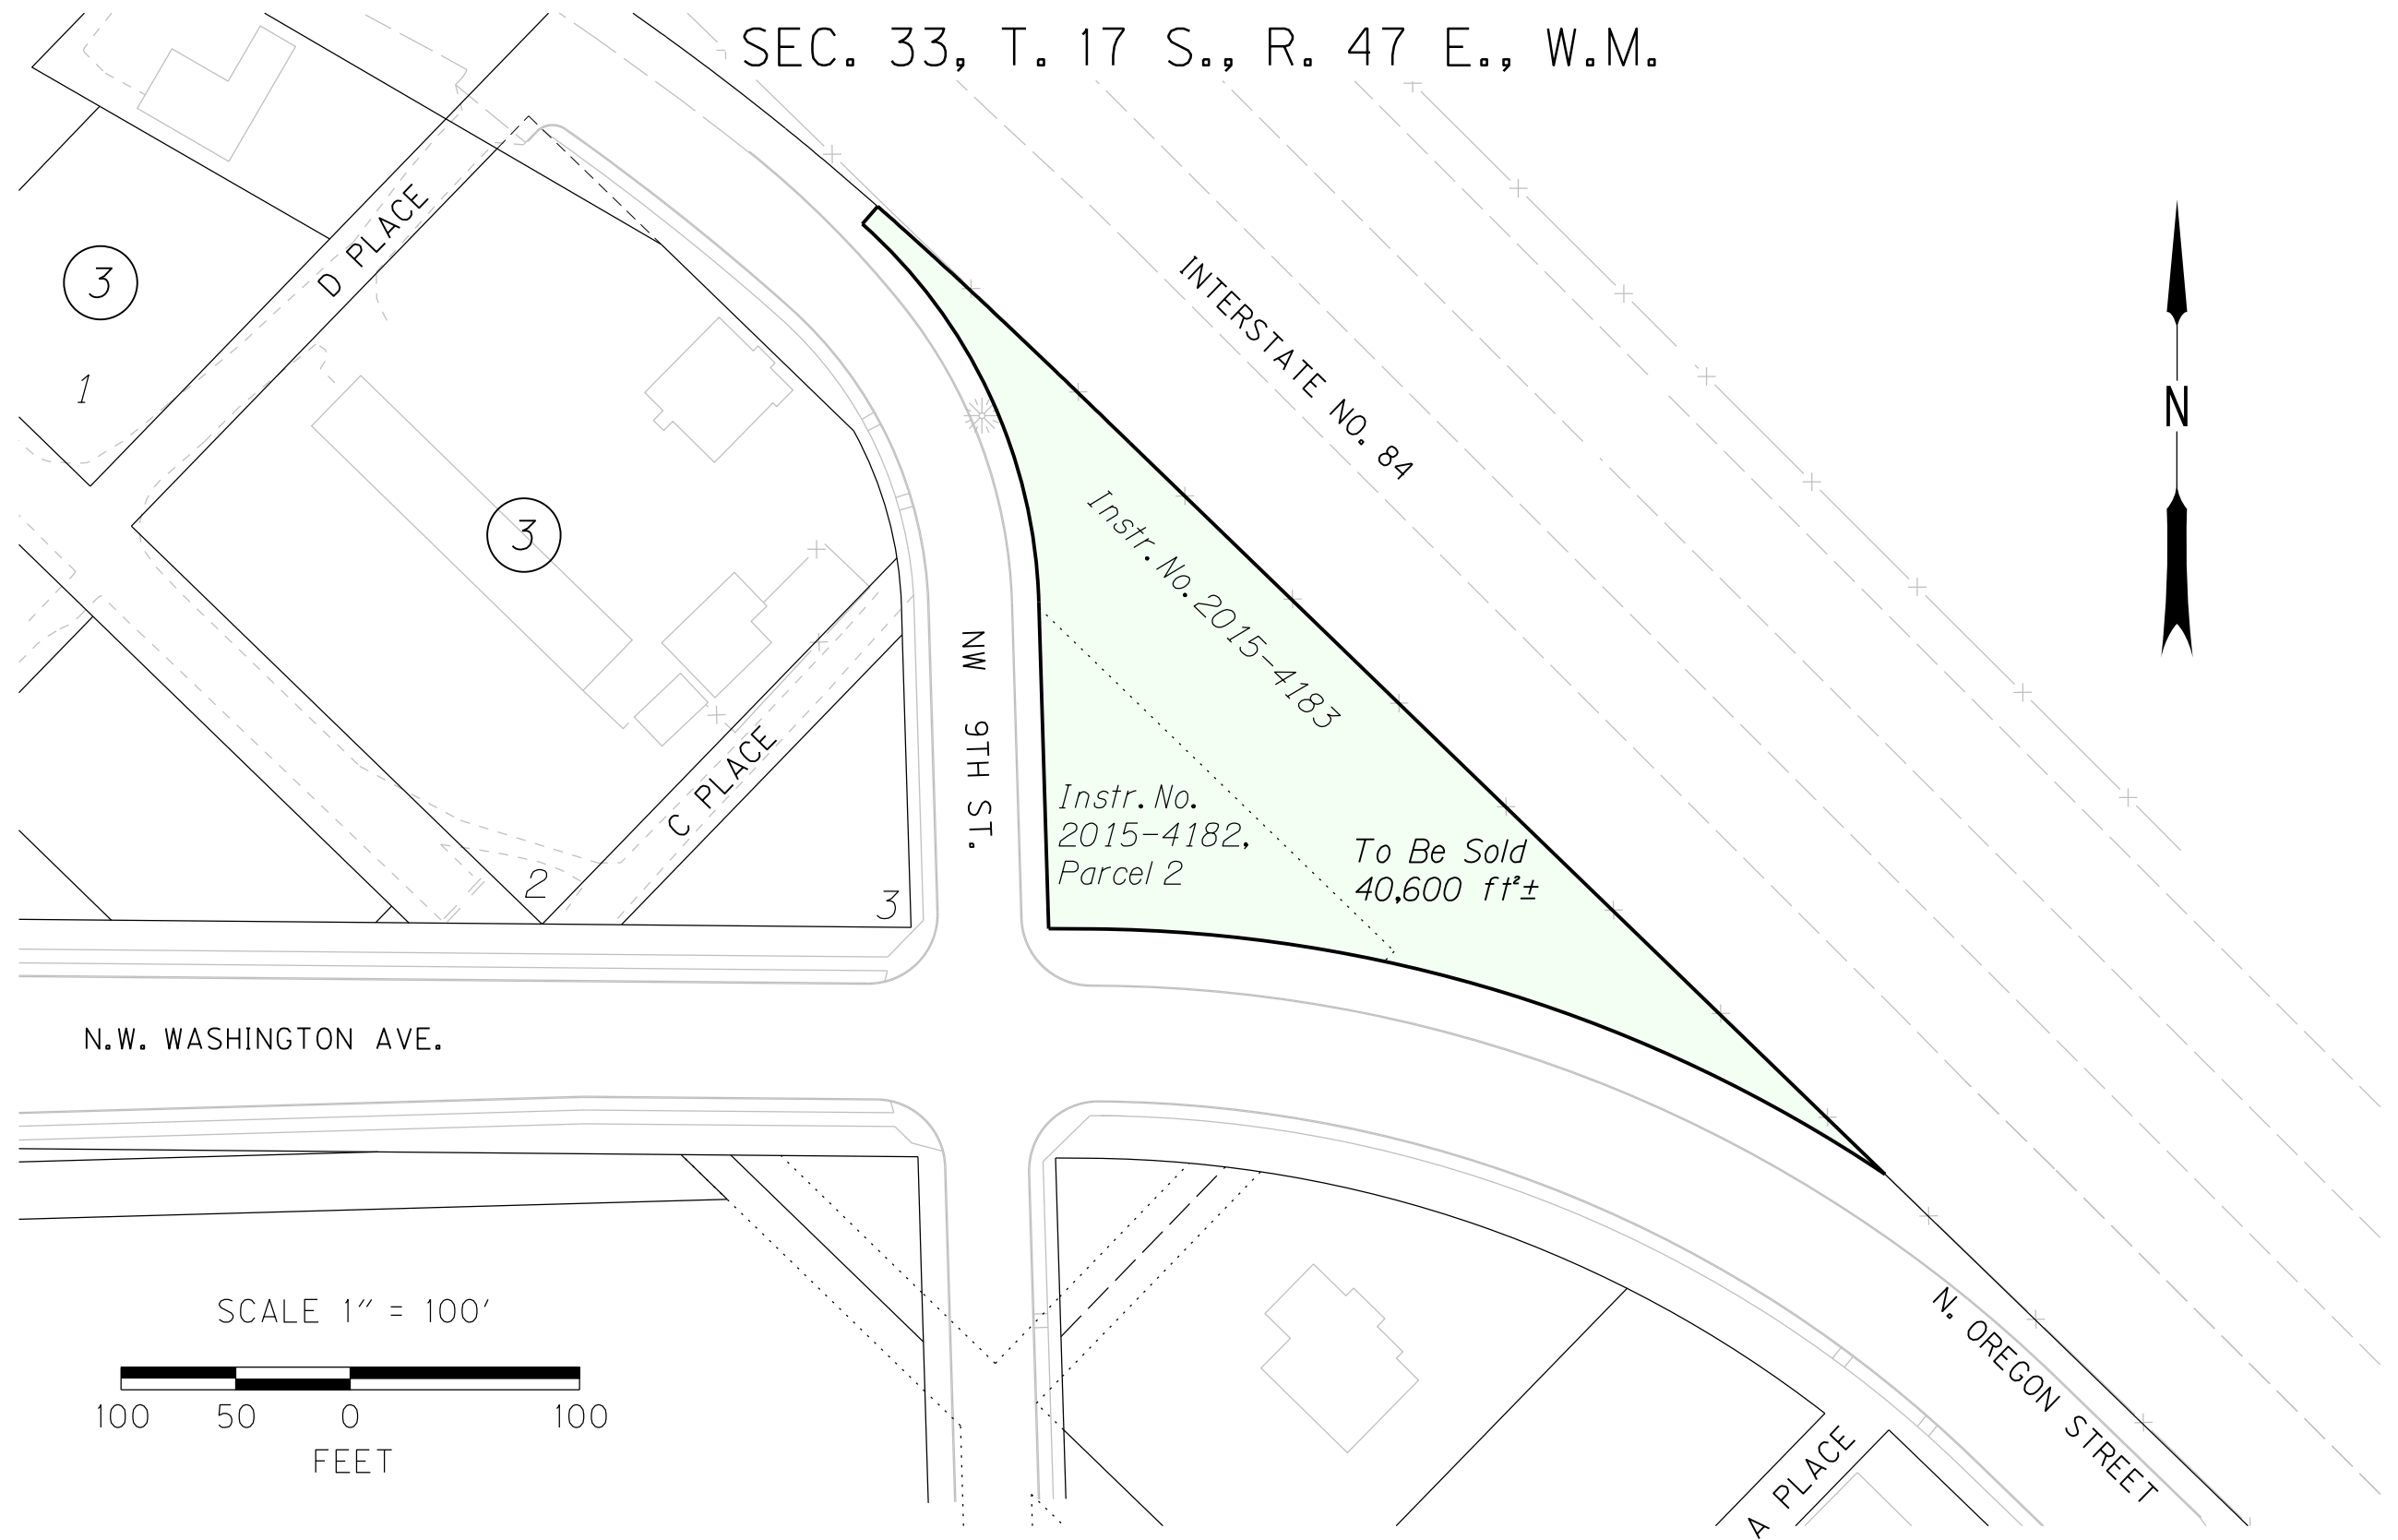 SEC. 33, T. 17 S., R. 47 E., W.M.
D PLACE
3
1
INTERSTATE NO. 84
N
3
Instr. No. 2015-4183
NW 9TH ST.
C PLACE
Instr. No.
2015-4182,
Parcel 2
To Be Sold
40,600 ft²±
2
3
N.W. WASHINGTON AVE.
SCALE 1" = 100'
100 50 0 100
FEET
N. OREGON STREET
A PLACE